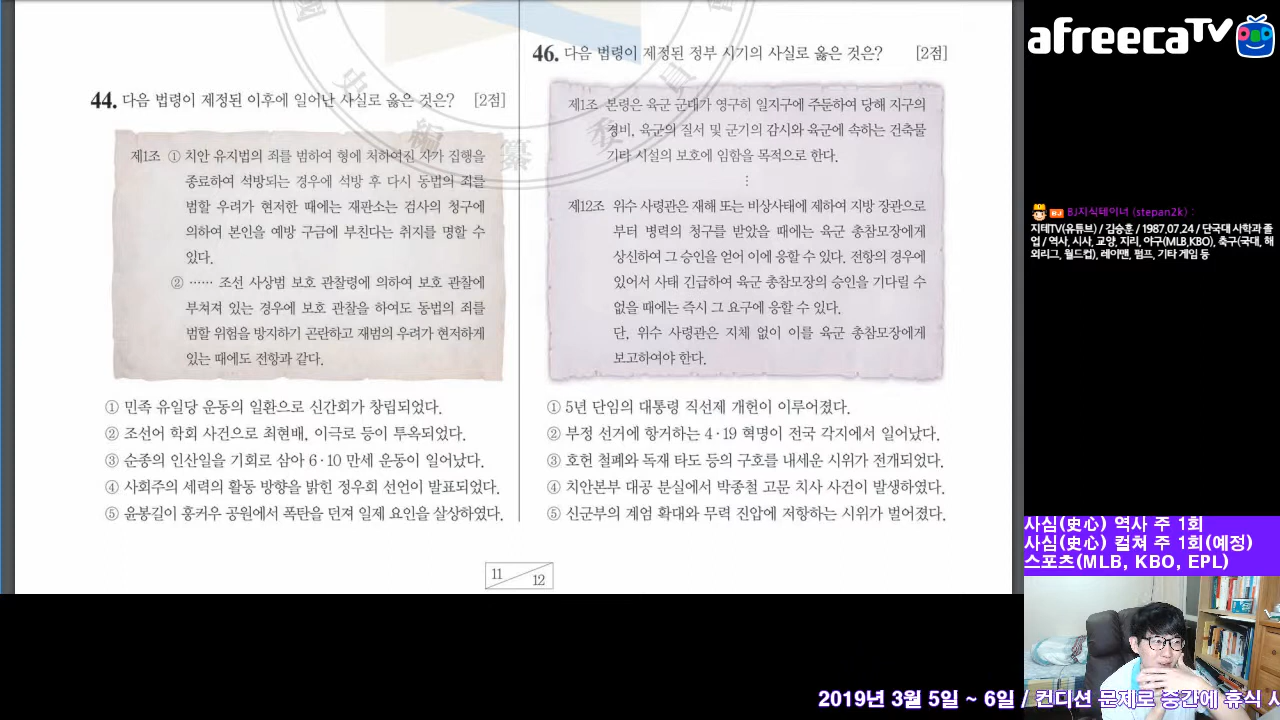 44. 다음 법령이 제정된 이후에 일어난 사실로 옳은 것은? [2점]
제1조 ① 치안 유지법의 죄를 범하여 형에 처하여진 자가 집행을
종료하여 석방되는 경우에 석방 후 다시 동법의 죄를
범할 우려가 현저한 때에는 재판소는 검사의 청구에
의하여 본인을 예방 구금에 부친다는 취지를 명할 수
있다.
② …… 조선 사상범 보호 관찰령에 의하여 보호 관찰에
부쳐져 있는 경우에 보호 관찰을 하여도 동법의 죄를
범할 위험을 방지하기 곤란하고 재범의 우려가 현저하게
있는 때에도 전항과 같다.
① 민족 유일당 운동의 일환으로 신간회가 창립되었다.
② 조선어 학회 사건으로 최현배, 이극로 등이 투옥되었다.
③ 순종의 인산일을 기회로 삼아 6·10 만세 운동이 일어났다.
④ 사회주의 세력의 활동 방향을 밝힌 정우회 선언이 발표되었다.
⑤ 윤봉길이 훙커우 공원에서 폭탄을 던져 일제 요인을 살상하였다.
46. 다음 법령이 제정된 정부 시기의 사실로 옳은 것은? [2점]
제1조 본령은 육군 군대가 영구히 일지구에 주둔하여 당해 지구의
경비, 육군의 질서 및 군기의 감시와 육군에 속하는 건축물
기타 시설의 보호에 임함을 목적으로 한다.
⋮
제12조 위수 사령관은 재해 또는 비상사태에 제하여 지방 장관으로
부터 병력의 청구를 받았을 때에는 육군 총참모장에게
상신하여 그 승인을 얻어 이에 응할 수 있다. 전항의 경우에
있어서 사태 긴급하여 육군 총참모장의 승인을 기다릴 수
없을 때에는 즉시 그 요구에 응할 수 있다.
단, 위수 사령관은 지체 없이 이를 육군 총참모장에게
보고하여야 한다.
① 5년 단임의 대통령 직선제 개헌이 이루어졌다.
② 부정 선거에 항거하는 4·19 혁명이 전국 각지에서 일어났다.
③ 호헌 철폐와 독재 타도 등의 구호를 내세운 시위가 전개되었다.
④ 치안본부 대공 분실에서 박종철 고문 치사 사건이 발생하였다.
⑤ 신군부의 계엄 확대와 무력 진압에 저항하는 시위가 벌어졌다.
11
12
史
編
纂
委
員
afreecaTV
BJ BJ지식테이너 (stepan2k) :
지테TV(유튜브) / 김승훈 / 1987.07.24 / 단국대 사학과 졸
업 / 역사, 시사, 교양, 지리, 야구(MLB,KBO), 축구(국대, 해
외리그, 월드컵), 레이맨, 펌프, 기타 게임 등
사심(史心) 역사 주 1회
사심(史心) 컬쳐 주 1회(예정)
스포츠(MLB, KBO, EPL)
2019년 3월 5일 ~ 6일 / 컨디션 문제로 중간에 휴식